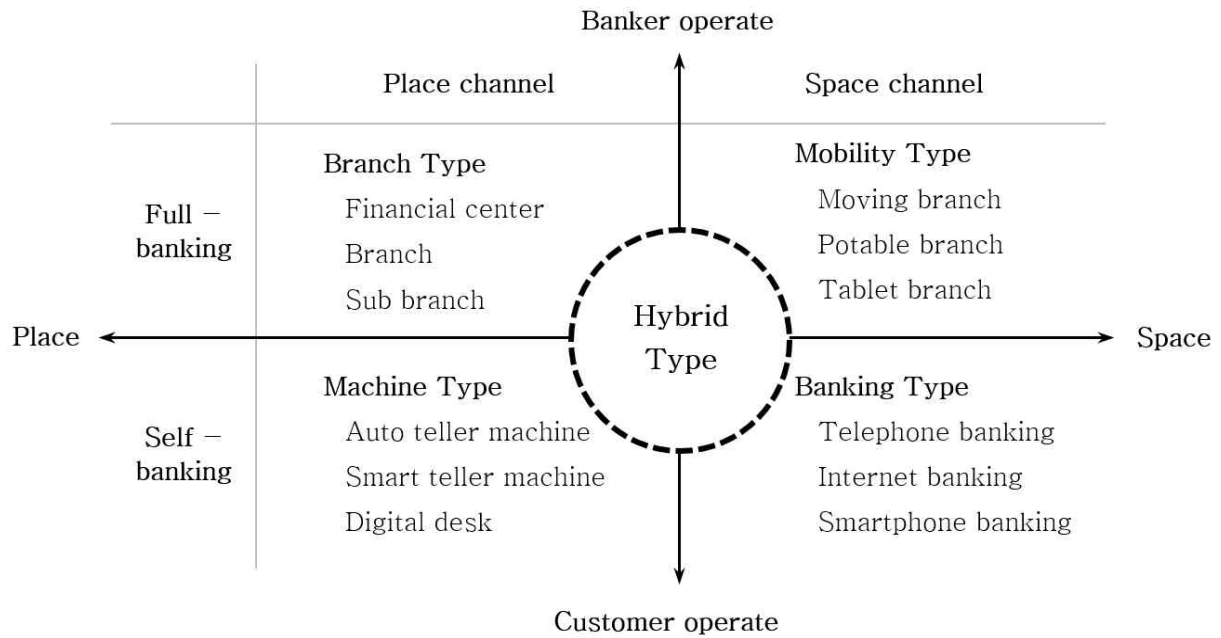 Banker operate
Place channel
Space channel
Branch Type
Financial center
Branch
Sub branch
Mobility Type
Moving branch
Potable branch
Tablet branch
Full –
banking
Hybrid
Type
Place
Space
Machine Type
Auto teller machine
Smart teller machine
Digital desk
Banking Type
Telephone banking
Internet banking
Smartphone banking
Self –
banking
Customer operate